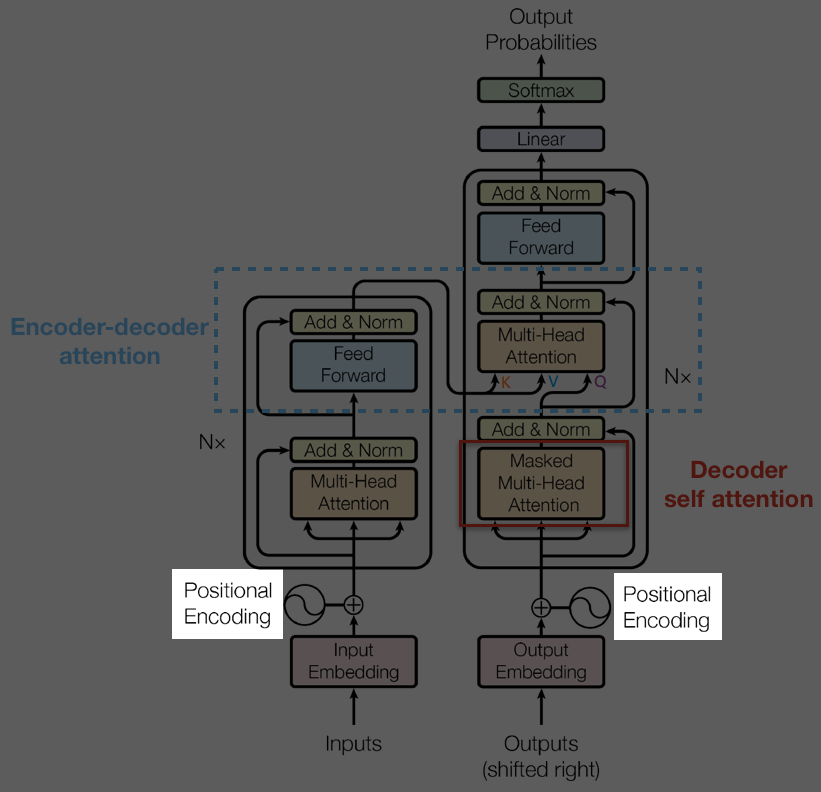 Output
Probabilities
Softmax
Linear
Add & Norm
Feed
Forward
Add & Norm
Multi-Head
Attention
K V Q
Nx
Add & Norm
Masked
Multi-Head
Attention
Decoder
self attention
Encoder-decoder
attention
Add & Norm
Feed
Forward
Nx
Add & Norm
Multi-Head
Attention
Positional
Encoding
Positional
Encoding
Input
Embedding
Output
Embedding
Inputs
Outputs
(shifted right)